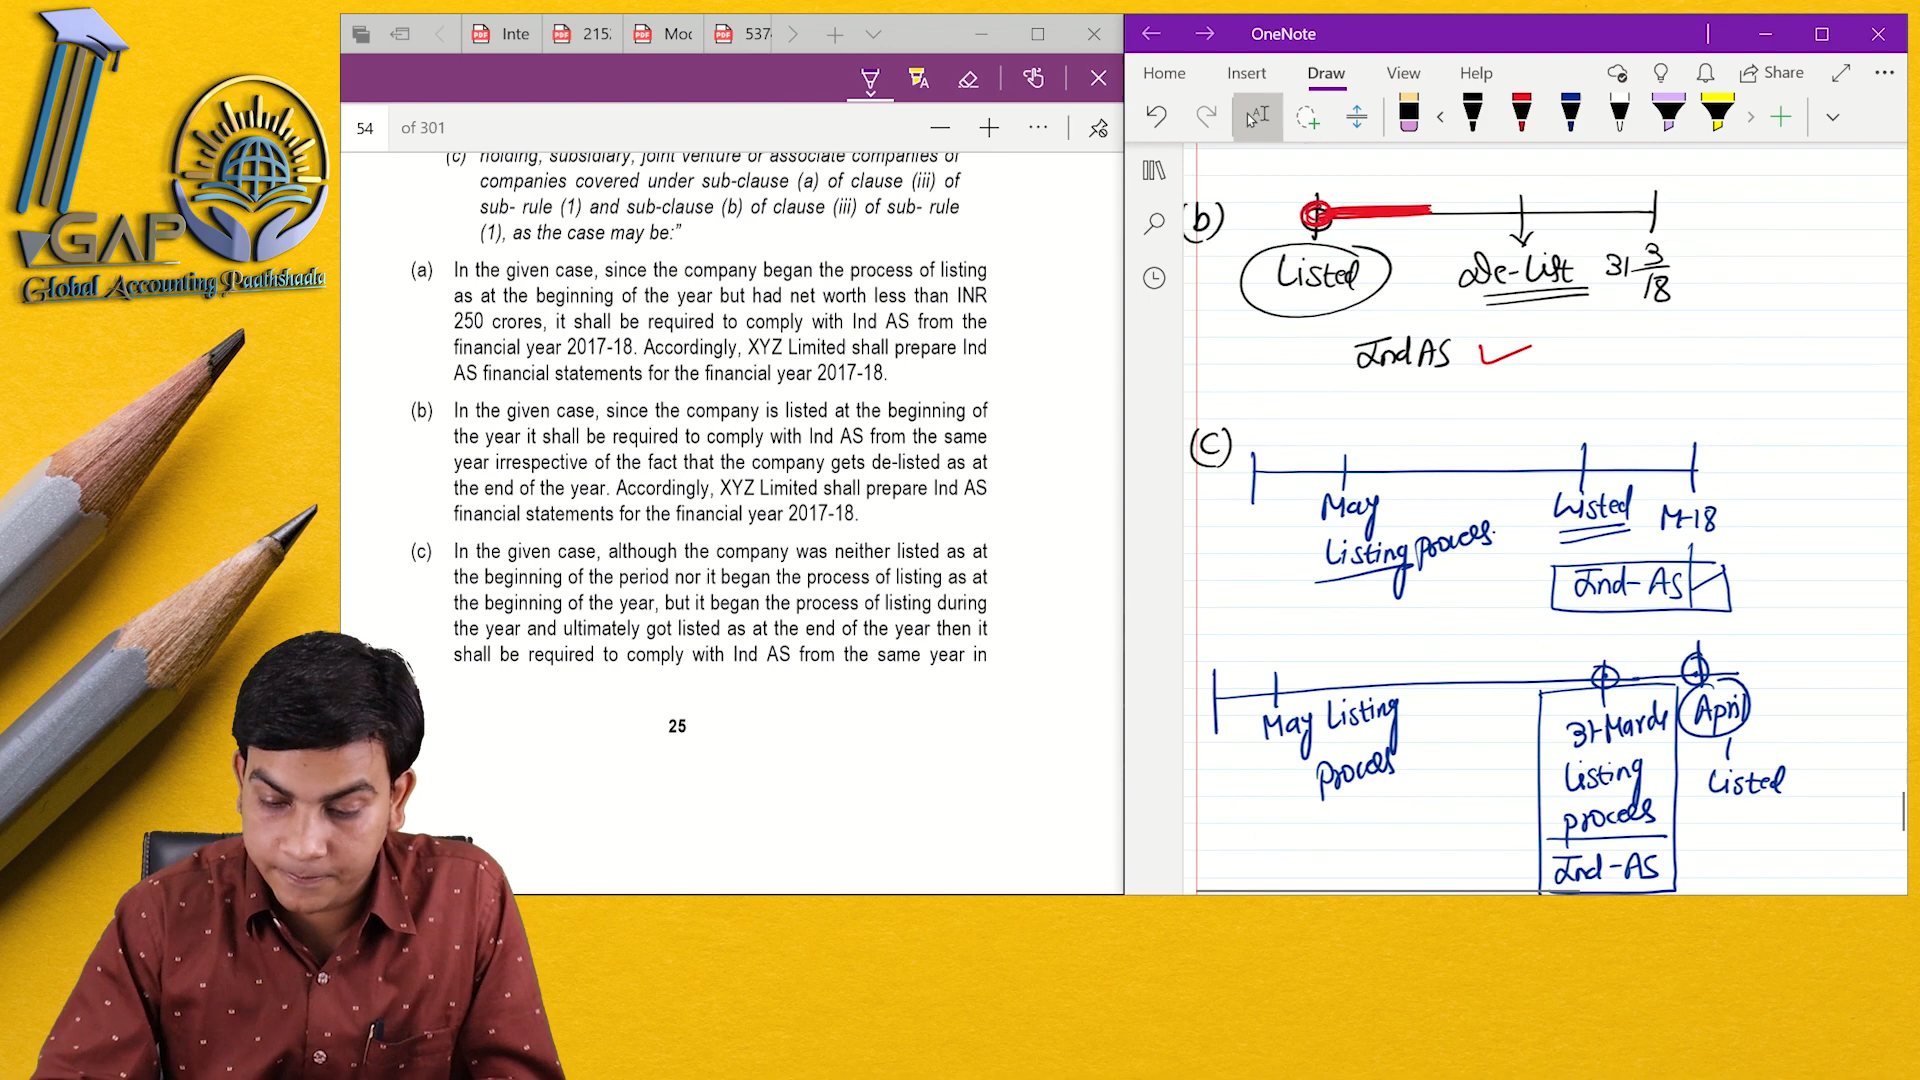 GAP
Global Accounting Paathshada
Inte
215
Moc
537
OneNote
Home
Insert
Draw
View
Help
Share
54
of 301
(c) holding, subsidiary, joint venture or associate companies of
companies covered under sub-clause (a) of clause (iii) of
sub- rule (1) and sub-clause (b) of clause (iii) of sub- rule
(1), as the case may be:”
(a) In the given case, since the company began the process of listing
as at the beginning of the year but had net worth less than INR
250 crores, it shall be required to comply with Ind AS from the
financial year 2017-18. Accordingly, XYZ Limited shall prepare Ind
AS financial statements for the financial year 2017-18.
(b) In the given case, since the company is listed at the beginning of
the year it shall be required to comply with Ind AS from the same
year irrespective of the fact that the company gets de-listed as at
the end of the year. Accordingly, XYZ Limited shall prepare Ind AS
financial statements for the financial year 2017-18.
(c) In the given case, although the company was neither listed as at
the beginning of the period nor it began the process of listing as at
the beginning of the year, but it began the process of listing during
the year and ultimately got listed as at the end of the year then it
shall be required to comply with Ind AS from the same year in
25
(b)
Listed
De-list
31 3/18
Ind AS
(c)
May
Listing process
Listed
M-18
Ind-AS
May Listing
process
31-March
listing
process
Ind-AS
April
Listed